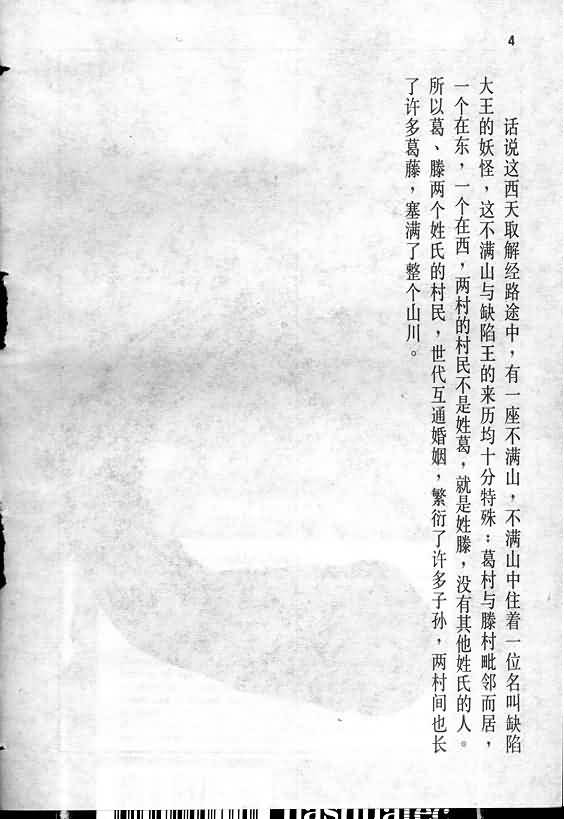 4
话说这西天取解经路途中，有一座不满山，不满山中住着一位名叫缺陷
大王的妖怪，这不满山与缺陷王的来历均十分特殊：葛村与滕村毗邻而居，
一个在东，一个在西，两村的村民不是姓葛，就是姓滕，没有其他姓氏的人。
所以葛、滕两个姓氏的村民，世代互通婚姻，繁衍了许多子孙，两村间也长
了许多葛藤，塞满了整个山川。